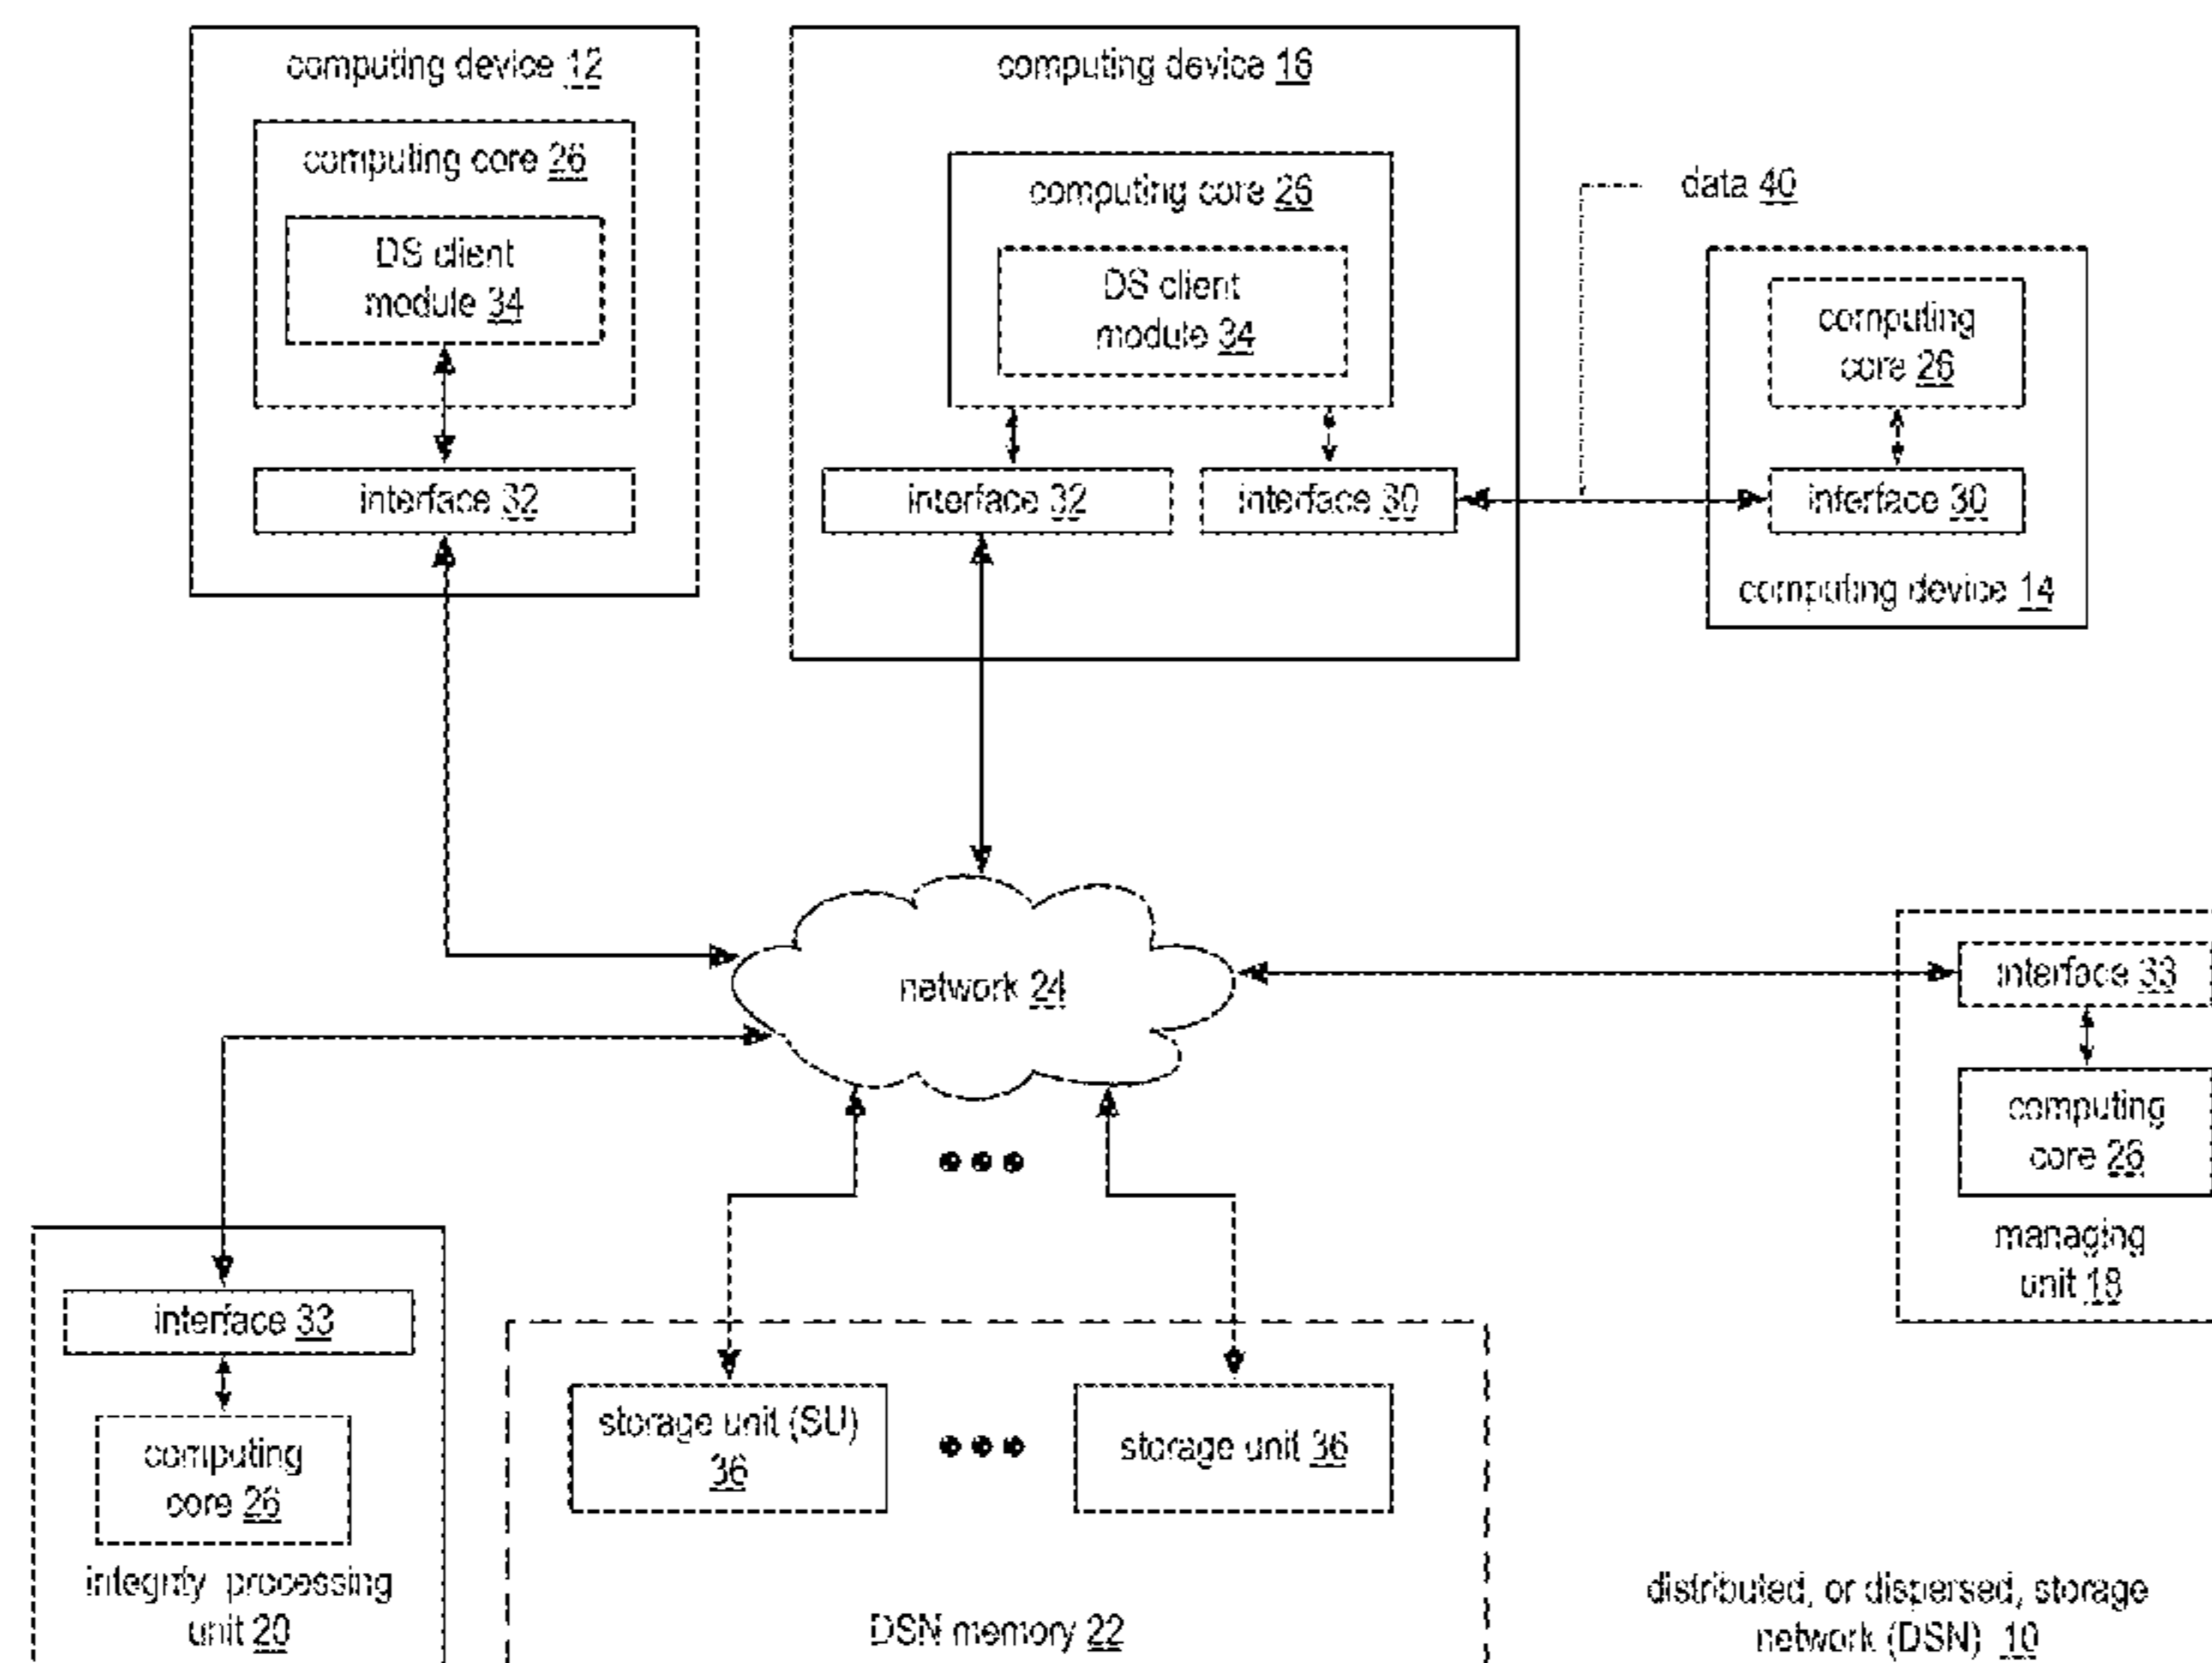 computing device 12
computing core 26
DS client
module 34
interface 32
computing device 16
computing core 26
DS client
module 34
interface 32
interface 30
data 40
computing
core 26
interface 30
computing device 14
network 24
interface 33
computing
core 26
managing
unit 18
interface 33
computing
core 26
integrity processing
unit 20
storage unit (SU)
36
storage unit 36
DSN memory 22
distributed, or dispersed, storage
network (DSN) 10